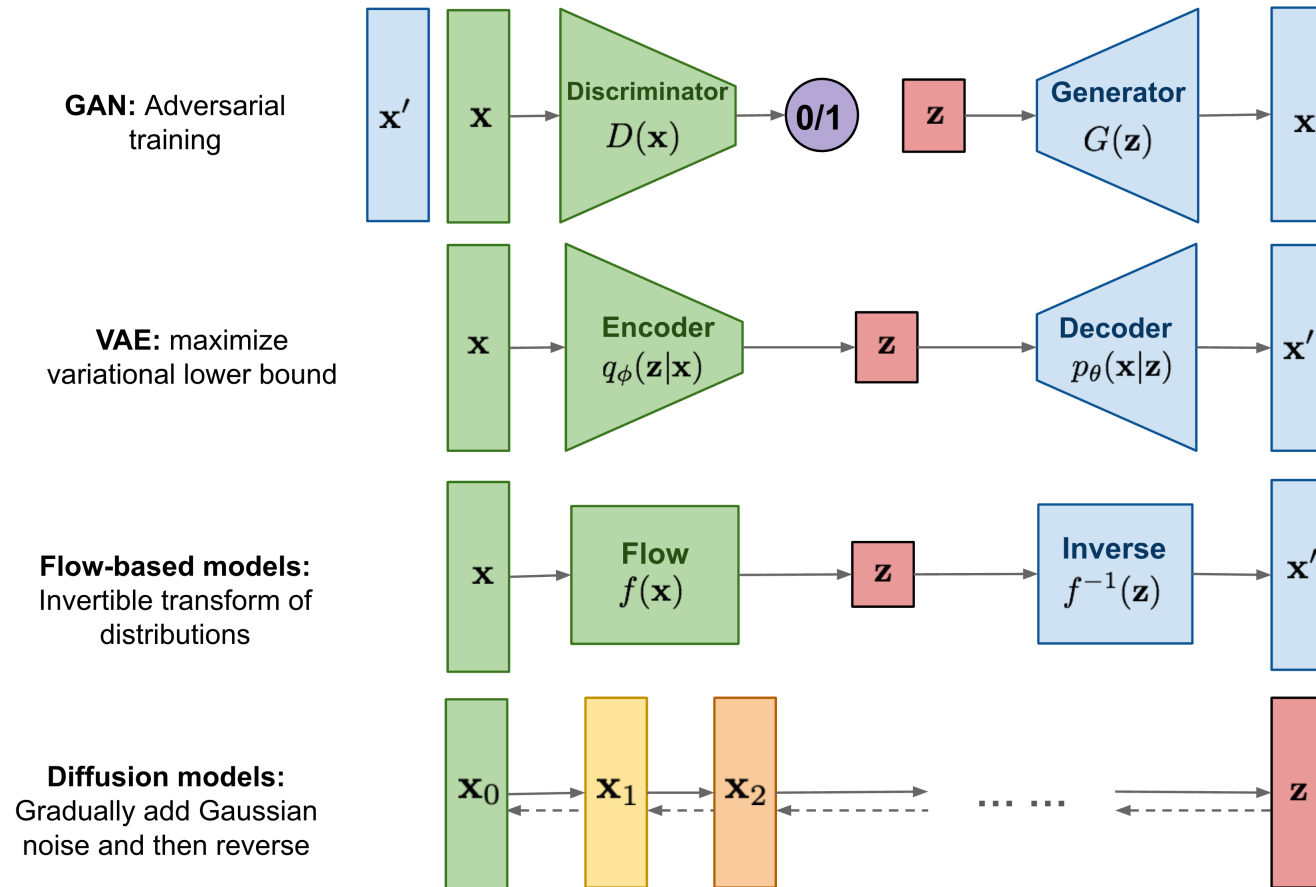 GAN: Adversarial
training
x′
x
Discriminator
D(x)
0/1
z
Generator
G(z)
x
VAE: maximize
variational lower bound
x
Encoder
qϕ(z|x)
z
Decoder
pθ(x|z)
x′
Flow-based models:
Invertible transform of
distributions
x
Flow
f(x)
z
Inverse
f⁻¹(z)
x′
Diffusion models:
Gradually add Gaussian
noise and then reverse
x₀
x₁
x₂
... ...
z